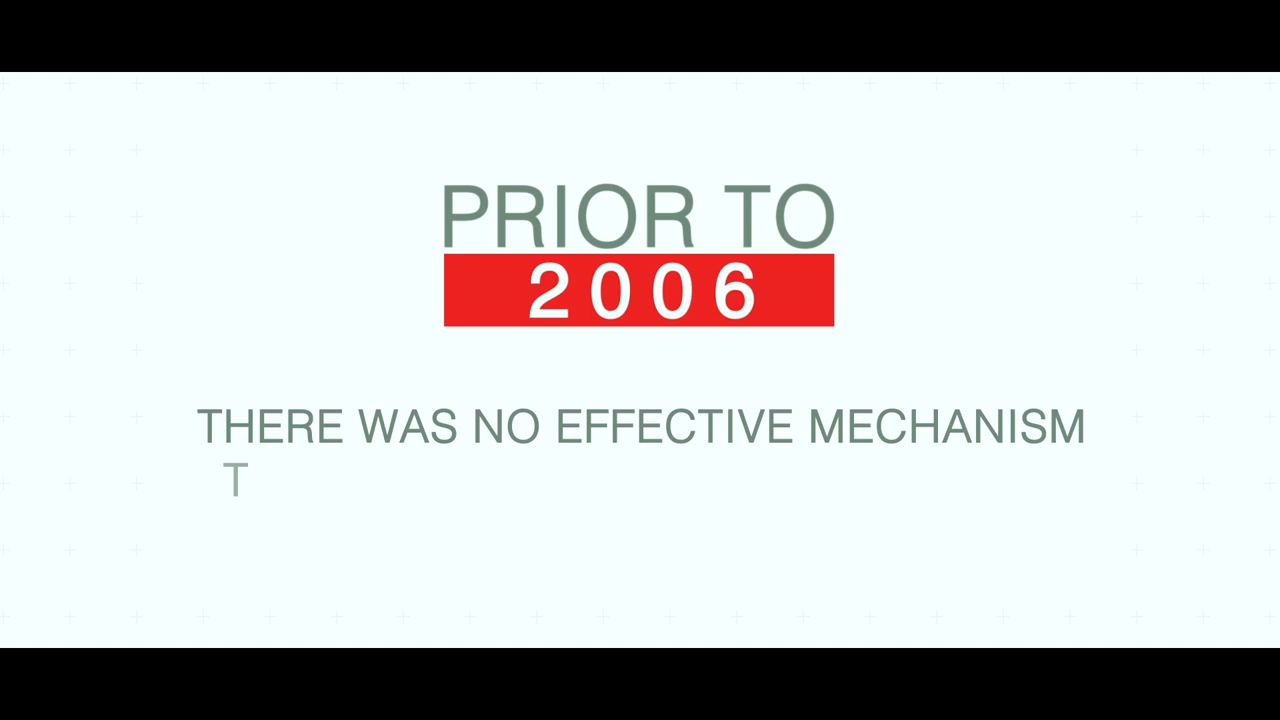 PRIOR TO
2006
THERE WAS NO EFFECTIVE MECHANISM
T